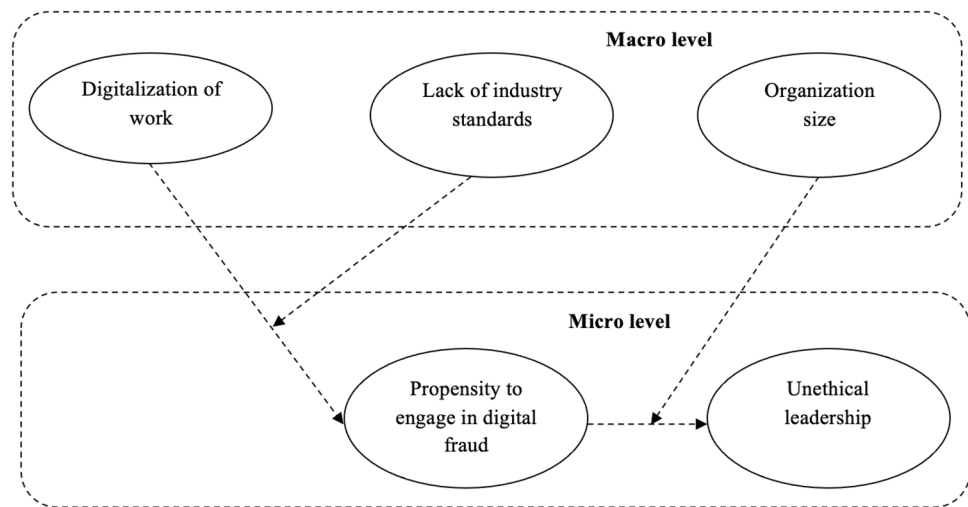 Macro level
Digitalization of
work
Lack of industry
standards
Organization
size
Micro level
Propensity to
engage in digital
fraud
Unethical
leadership